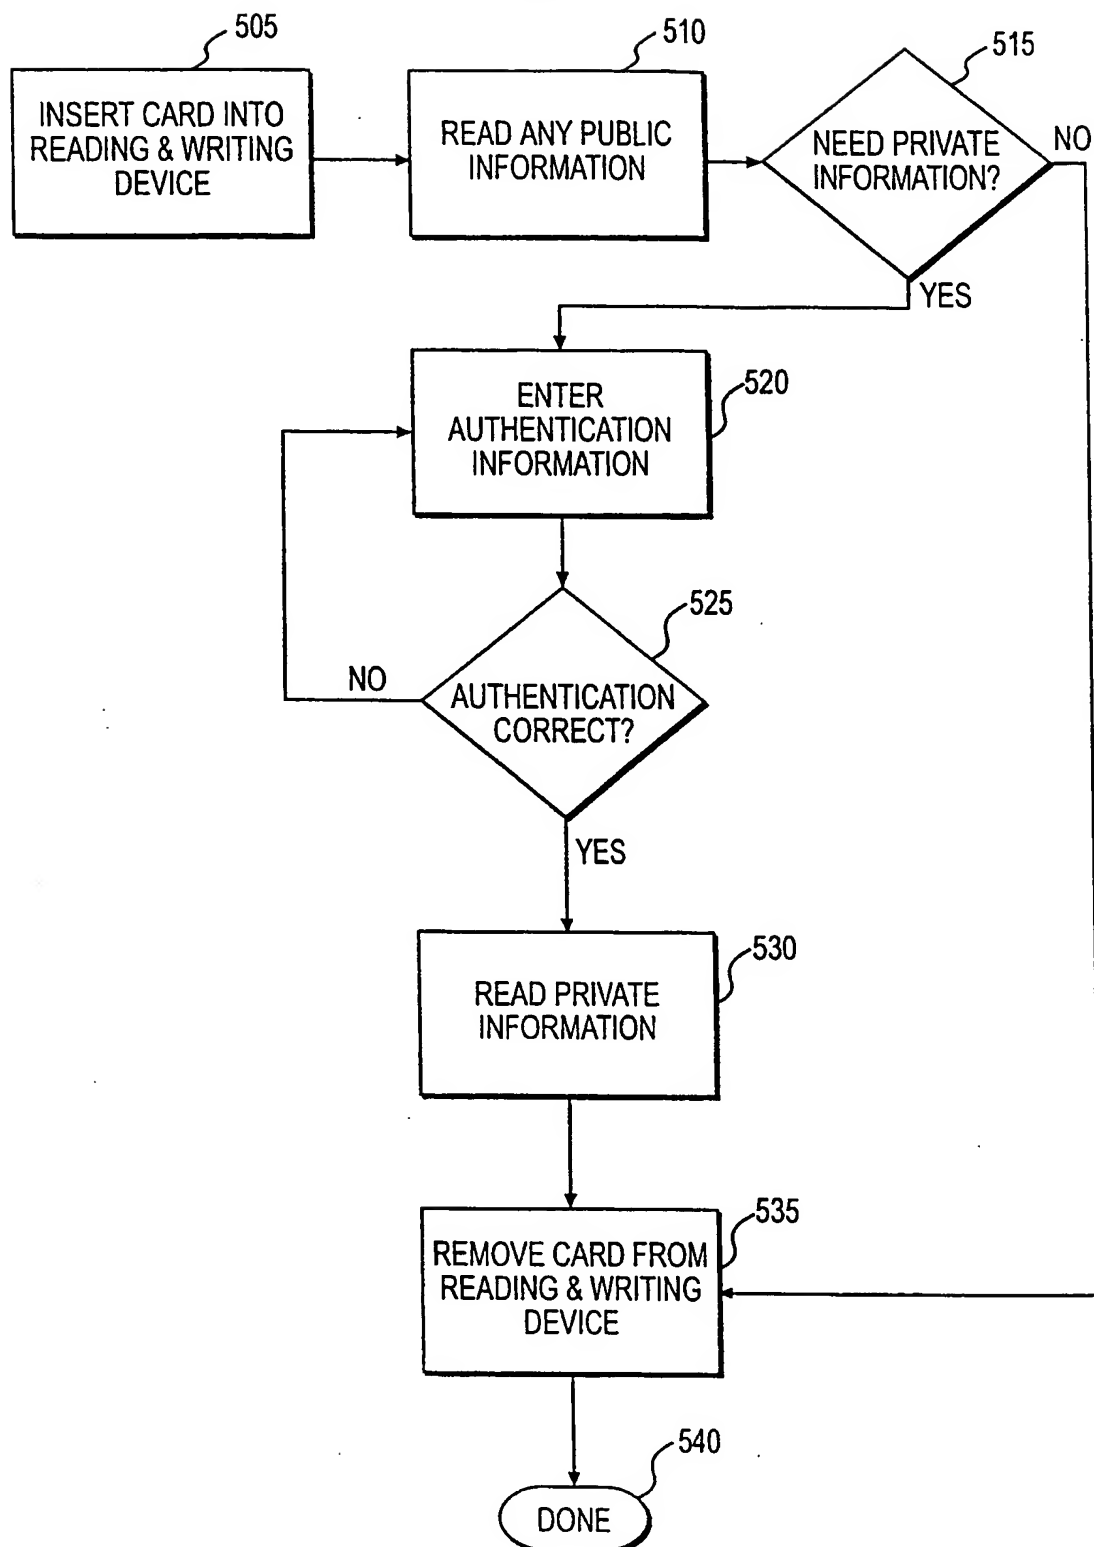 505
INSERT CARD INTO
READING & WRITING
DEVICE
510
READ ANY PUBLIC
INFORMATION
515
NEED PRIVATE
INFORMATION?
NO
YES
520
ENTER
AUTHENTICATION
INFORMATION
525
AUTHENTICATION
CORRECT?
NO
YES
530
READ PRIVATE
INFORMATION
535
REMOVE CARD FROM
READING & WRITING
DEVICE
540
DONE